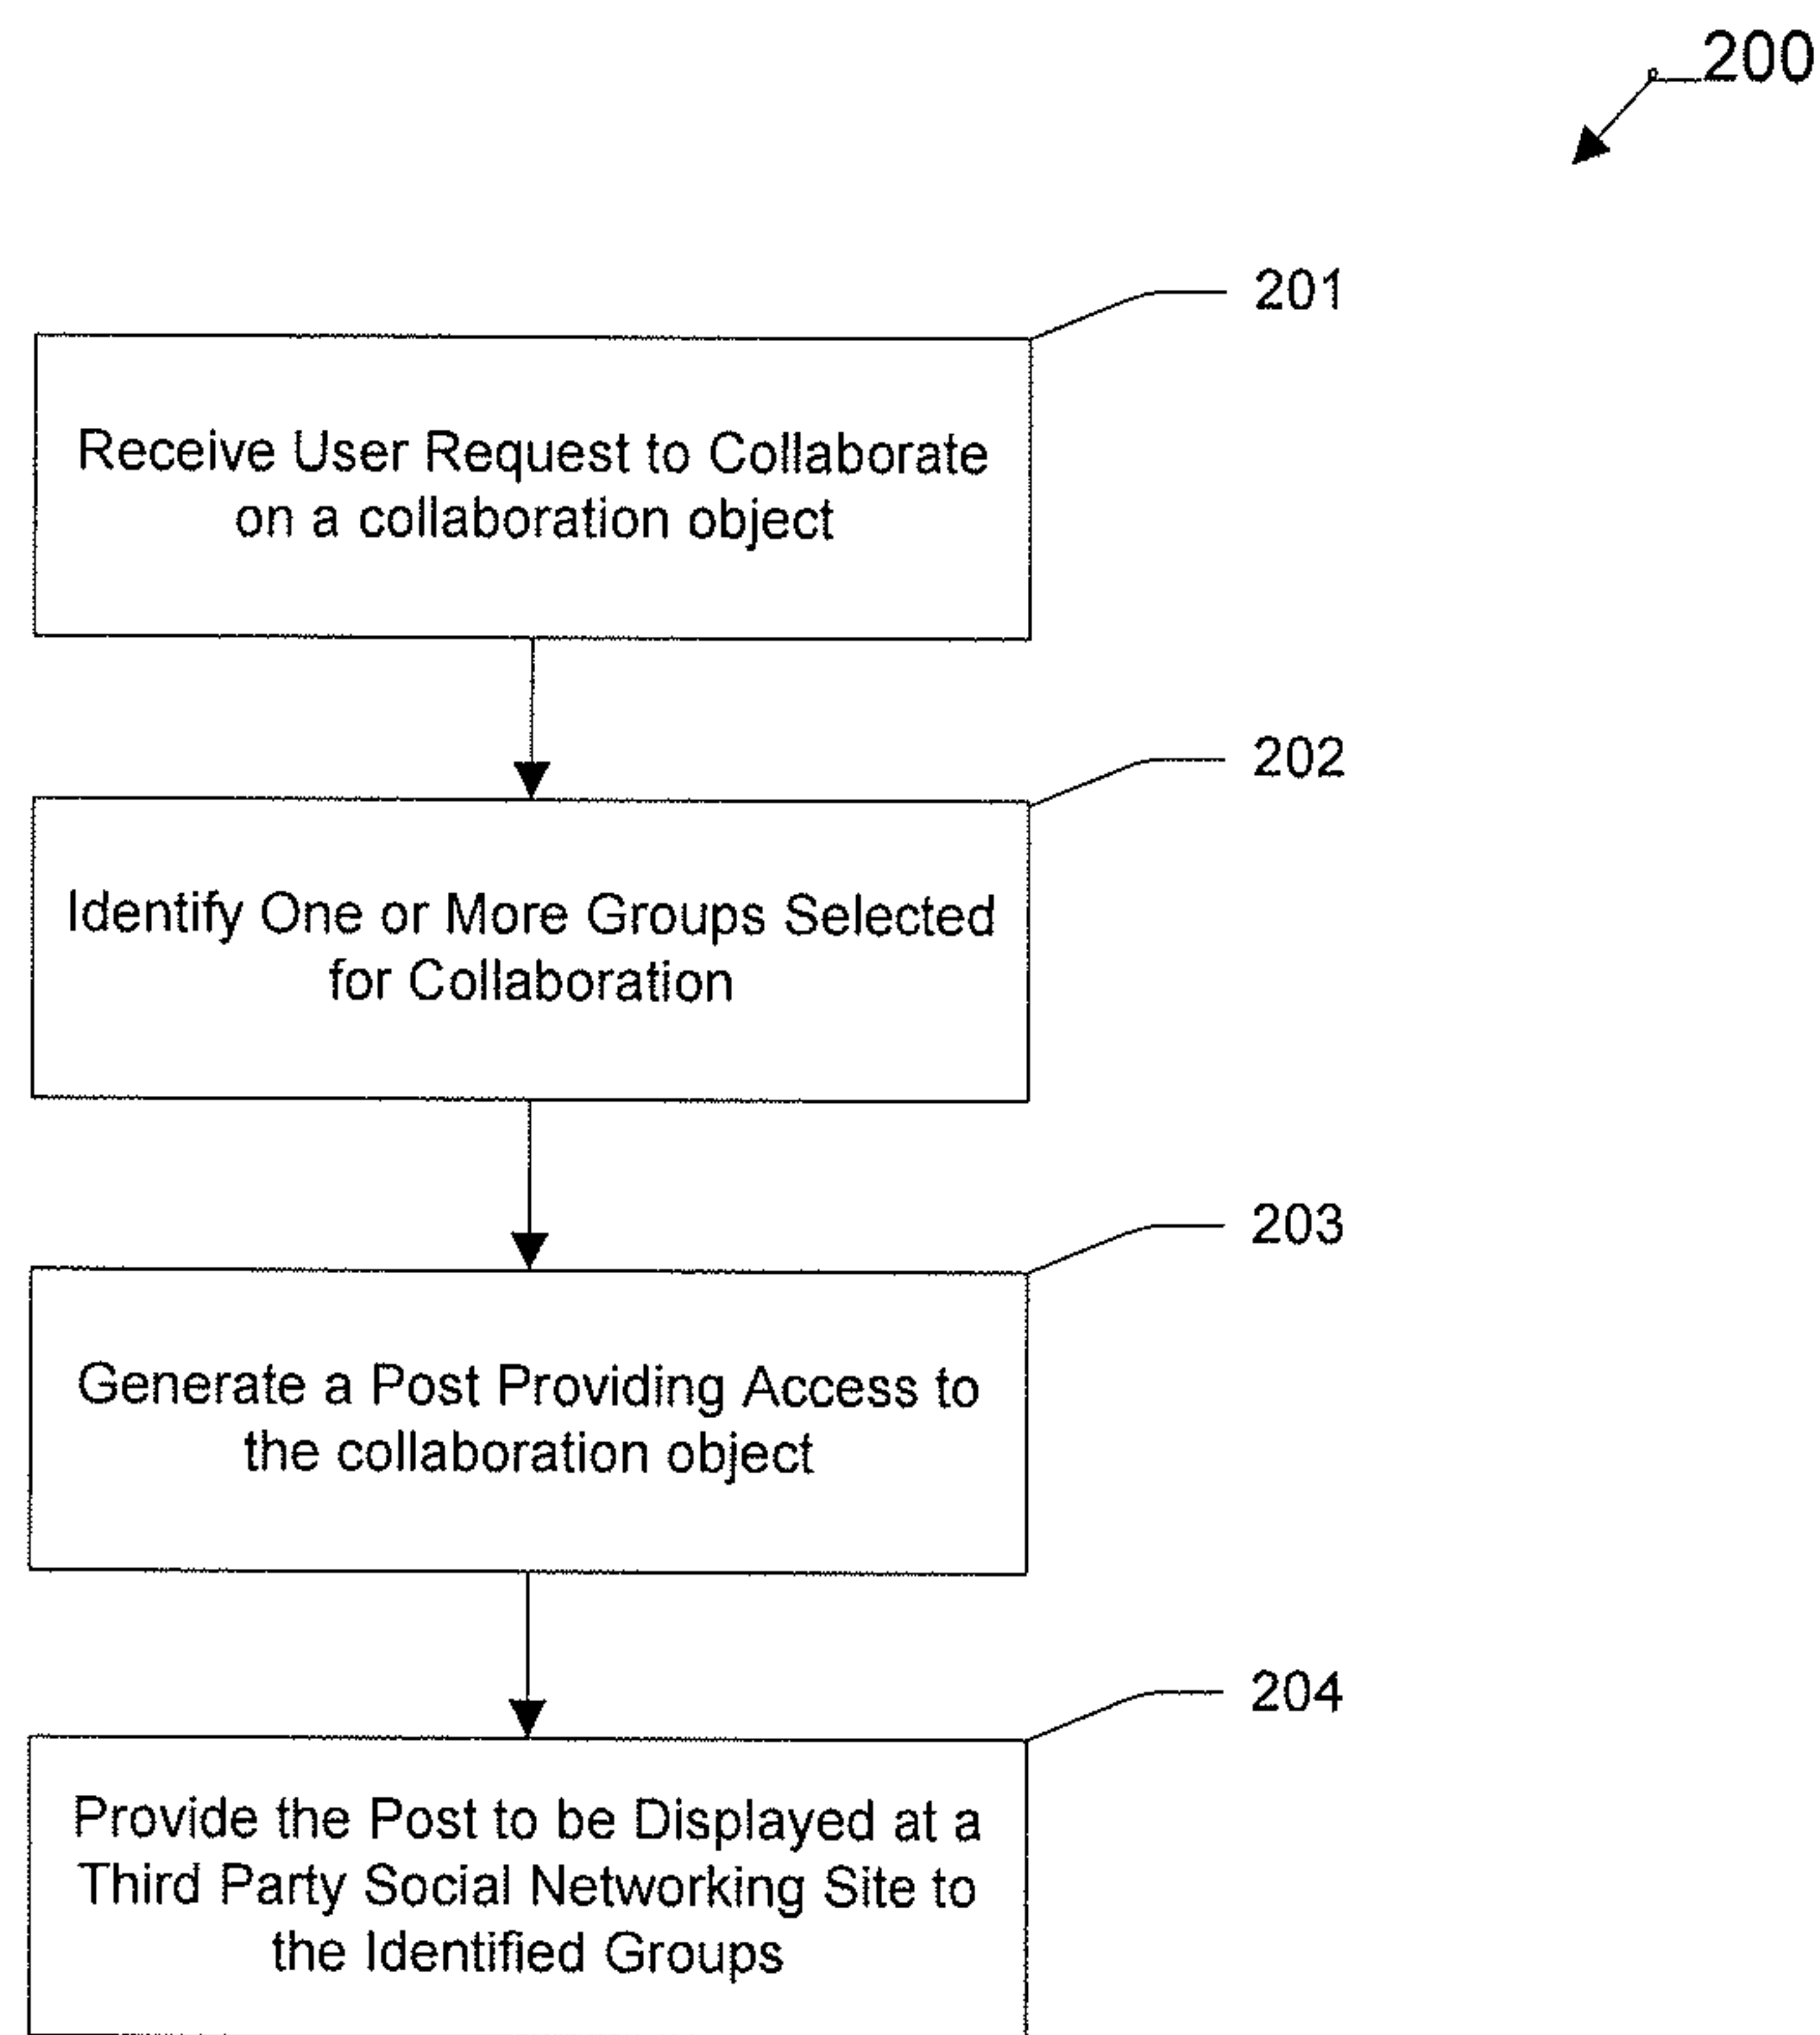 200
201
Receive User Request to Collaborate
on a collaboration object
202
Identify One or More Groups Selected
for Collaboration
203
Generate a Post Providing Access to
the collaboration object
204
Provide the Post to be Displayed at a
Third Party Social Networking Site to
the Identified Groups